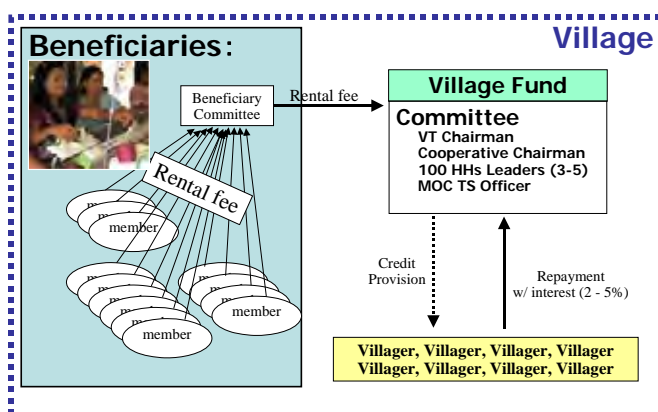 Beneficiaries:
Village
Beneficiary
Committee
Rental fee
Village Fund
Committee
VT Chairman
Cooperative Chairman
100 HHs Leaders (3-5)
MOC TS Officer
Rental fee
member
member
member
Credit
Provision
Repayment
w/ interest (2 - 5%)
Villager, Villager, Villager, Villager
Villager, Villager, Villager, Villager